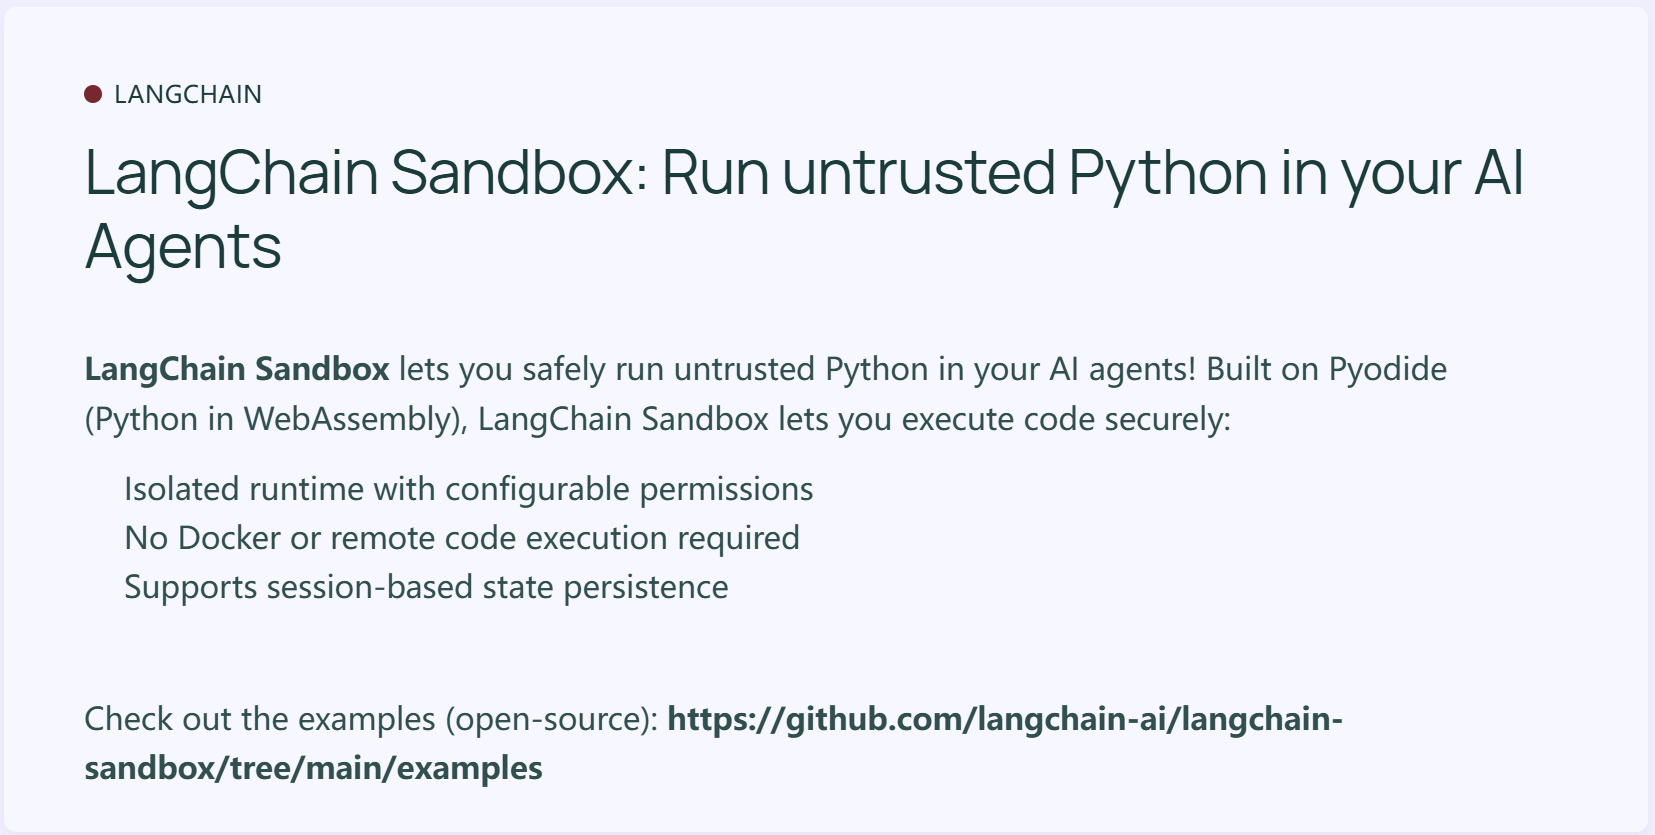 LANGCHAIN
LangChain Sandbox: Run untrusted Python in your AI
Agents
LangChain Sandbox lets you safely run untrusted Python in your AI agents! Built on Pyodide
(Python in WebAssembly), LangChain Sandbox lets you execute code securely:
Isolated runtime with configurable permissions
No Docker or remote code execution required
Supports session-based state persistence
Check out the examples (open-source): https://github.com/langchain-ai/langchain-
sandbox/tree/main/examples